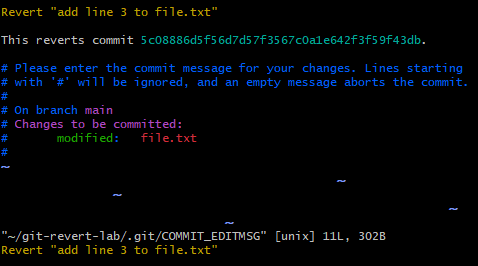 Revert "add line 3 to file.txt"
This reverts commit 5c08886d5f56d7d57f3567c0a1e642f3f59f43db.
# Please enter the commit message for your changes. Lines starting
# with '#' will be ignored, and an empty message aborts the commit.
#
# On branch main
# Changes to be committed:
#       modified:   file.txt
#
~
~
~
~
~
"~/git-revert-lab/.git/COMMIT_EDITMSG" [unix] 11L, 302B
Revert "add line 3 to file.txt"